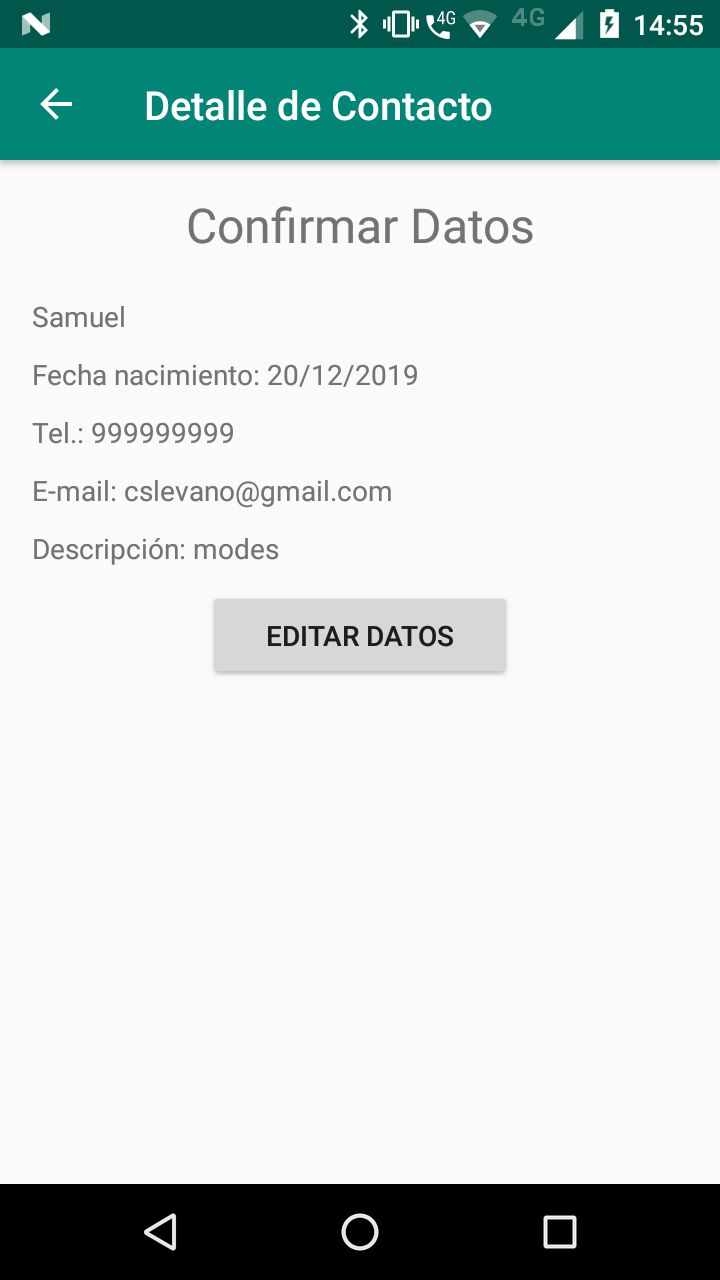 4G 4G 14:55
Detalle de Contacto
Confirmar Datos
Samuel
Fecha nacimiento: 20/12/2019
Tel.: 999999999
E-mail: cslevano@gmail.com
Descripción: modes
EDITAR DATOS